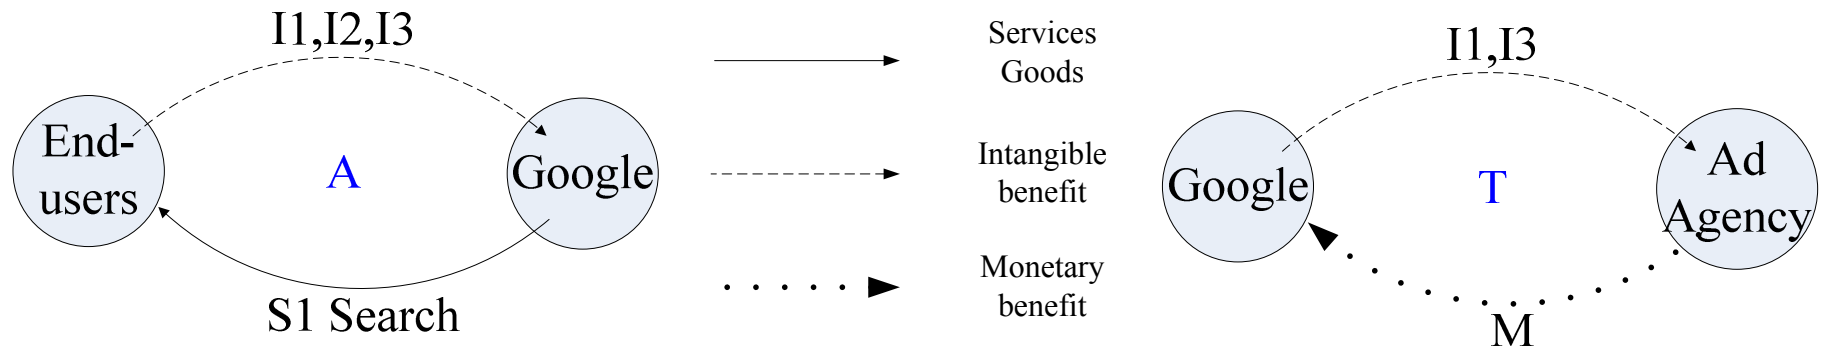 I1,I2,I3
End-
users
A
Google
S1 Search
Services
Goods
Intangible
benefit
Monetary
benefit
I1,I3
Google
T
Ad
Agency
M